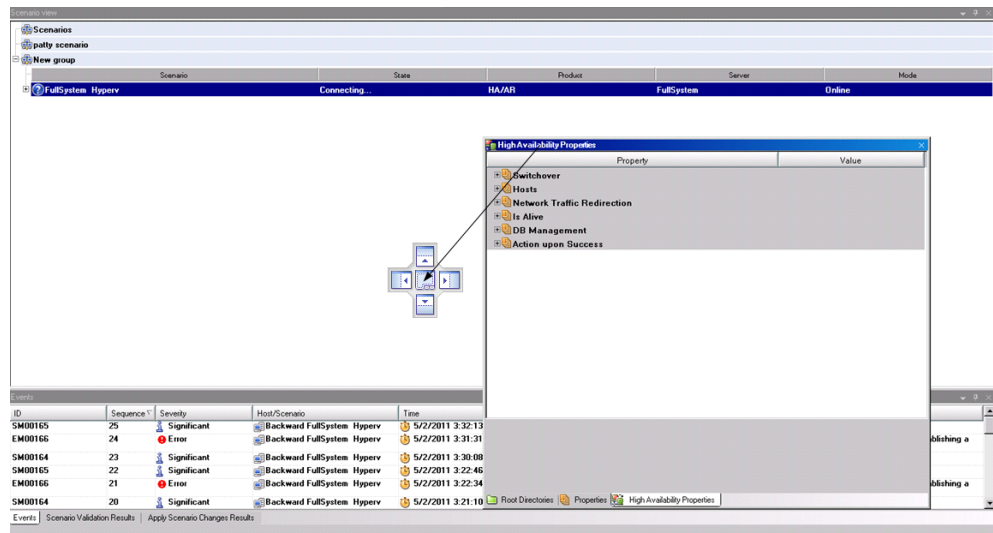 Scenario view
Scenarios
patty scenario
New group
Scenario State Product Server Mode
FullSystem Hyperv Connecting... HA/AR FullSystem Online
High Availability Properties
Property Value
Switchover
Hosts
Network Traffic Redirection
Is Alive
DB Management
Action upon Success
Events
ID Sequence Severity Host/Scenario Time
SM00165 25 Significant Backward FullSystem Hyperv 5/2/2011 3:32:13
EM00166 24 Error Backward FullSystem Hyperv 5/2/2011 3:31:31 blishing a
SM00164 23 Significant Backward FullSystem Hyperv 5/2/2011 3:30:08
SM00165 22 Significant Backward FullSystem Hyperv 5/2/2011 3:22:46
EM00166 21 Error Backward FullSystem Hyperv 5/2/2011 3:22:34 blishing a
SM00164 20 Significant Backward FullSystem Hyperv 5/2/2011 3:21:10
Root Directories Properties High Availability Properties
Events Scenario Validation Results Apply Scenario Changes Results